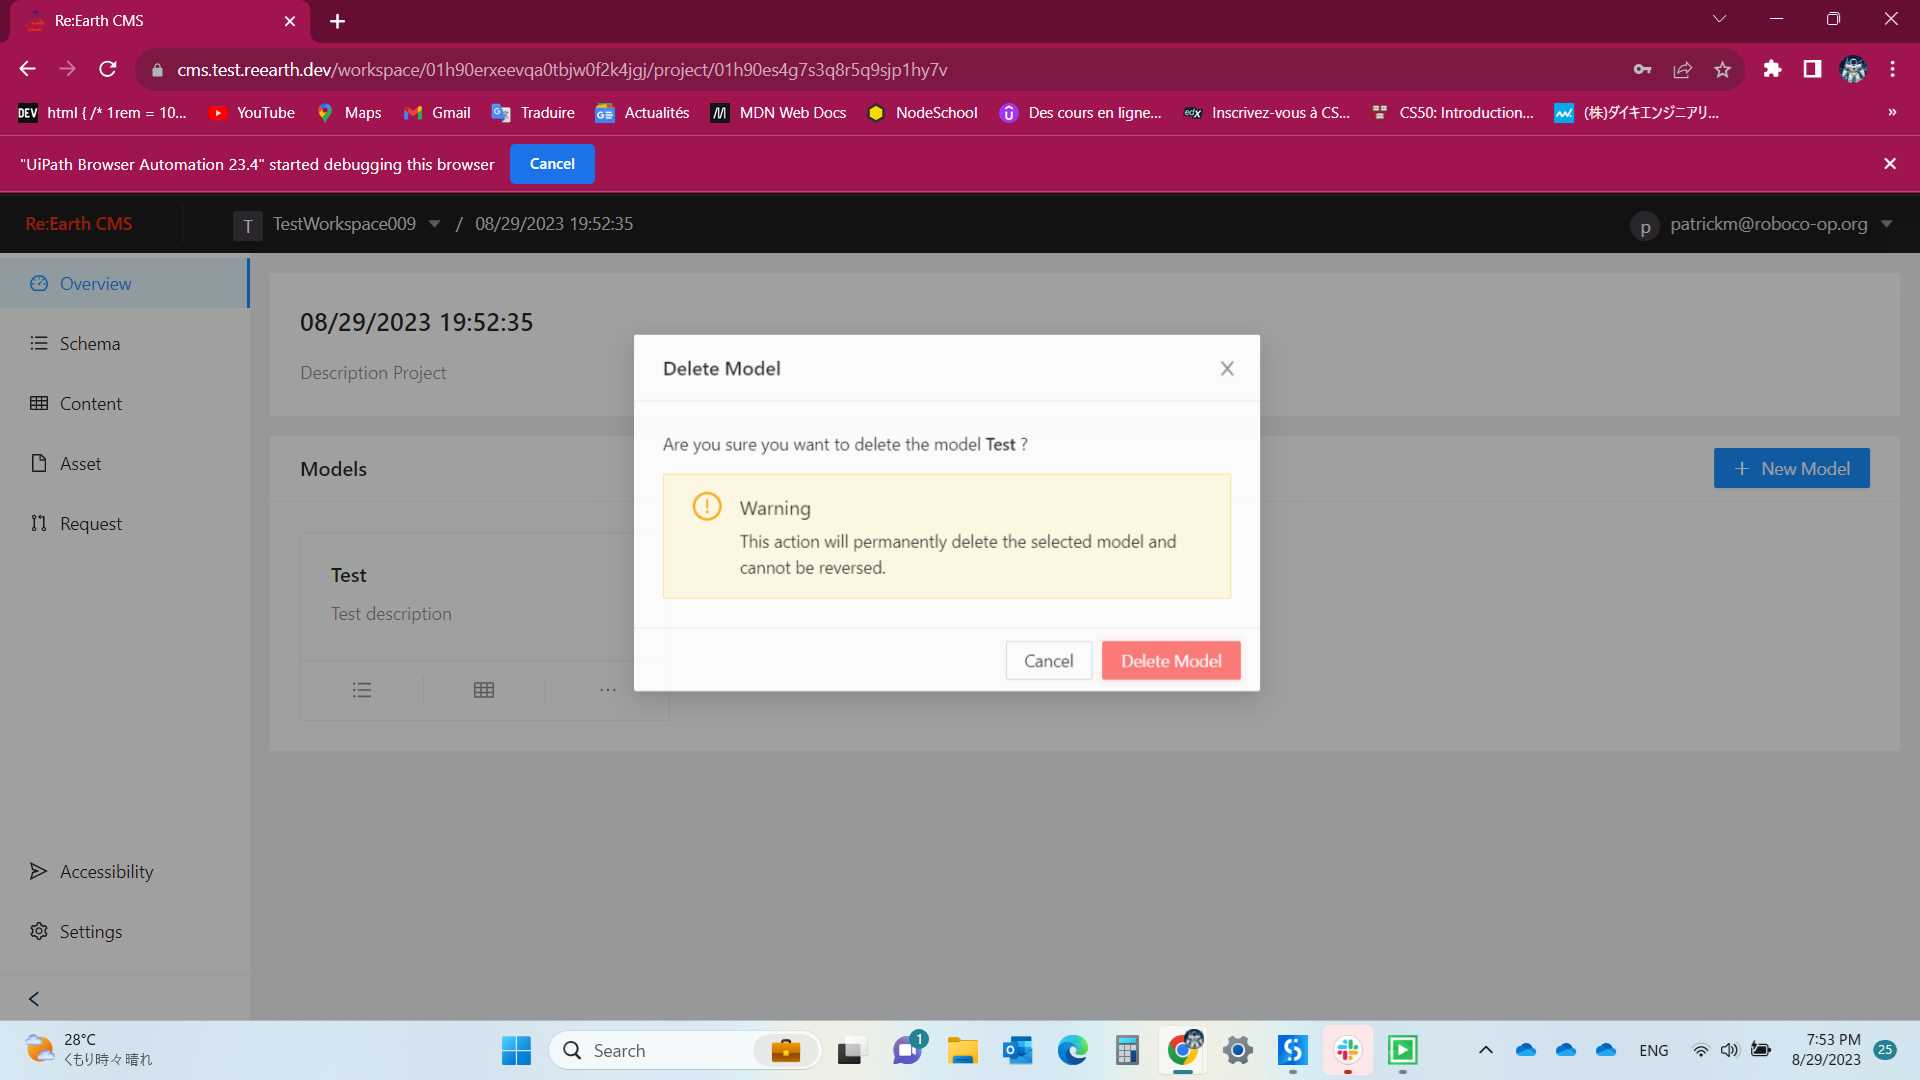 Re:Earth CMS
cms.test.reearth.dev/workspace/01h90erxeevqa0tbjw0f2k4jgj/project/01h90es4g7s3q8r5q9sjp1hy7v
DEV html { /* 1rem = 10... YouTube Maps Gmail Traduire Actualités MDN Web Docs NodeSchool Des cours en ligne... edX Inscrivez-vous à CS... CS50: Introduction... (株)ダイキエンジニアリ... »
"UiPath Browser Automation 23.4" started debugging this browser Cancel
Re:Earth CMS T TestWorkspace009 / 08/29/2023 19:52:35 p patrickm@roboco-op.org
Overview
Schema
Content
Asset
Request
Accessibility
Settings
08/29/2023 19:52:35
Description Project
Models
+ New Model
Test
Test description
...
Delete Model
Are you sure you want to delete the model Test ?
Warning
This action will permanently delete the selected model and
cannot be reversed.
Cancel Delete Model
28°C
くもり時々晴れ
Search
1
ENG
7:53 PM
8/29/2023
25